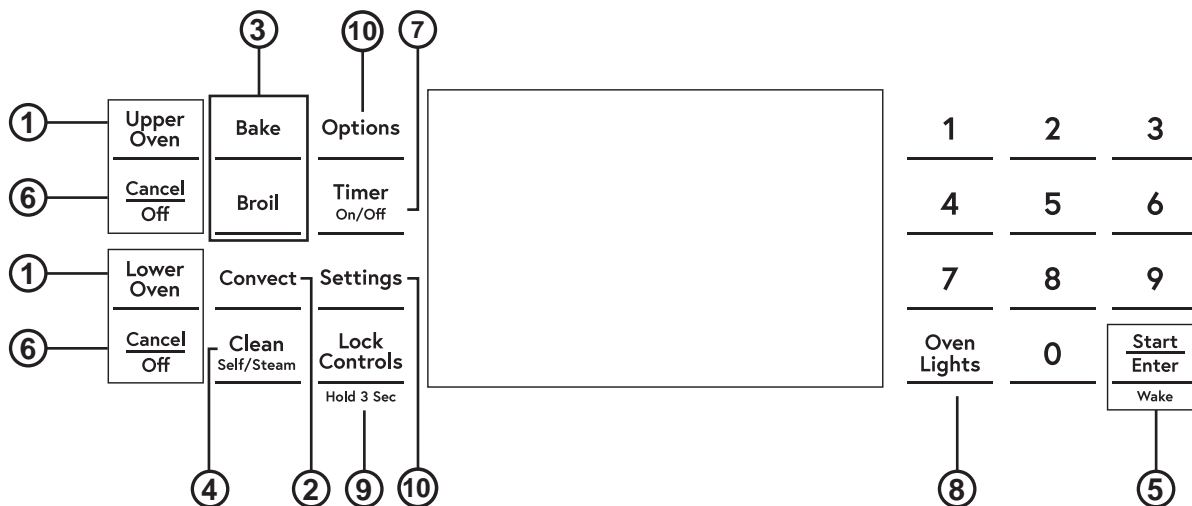 3
10
7
1
Upper
Oven
Bake
Options
1
2
3
6
Cancel
Off
Broil
Timer
On/Off
4
5
6
1
Lower
Oven
Convect
Settings
7
8
9
6
Cancel
Off
Clean
Self/Steam
Lock
Controls
Hold 3 Sec
Oven
Lights
0
Start
Enter
Wake
4
2
9
10
8
5